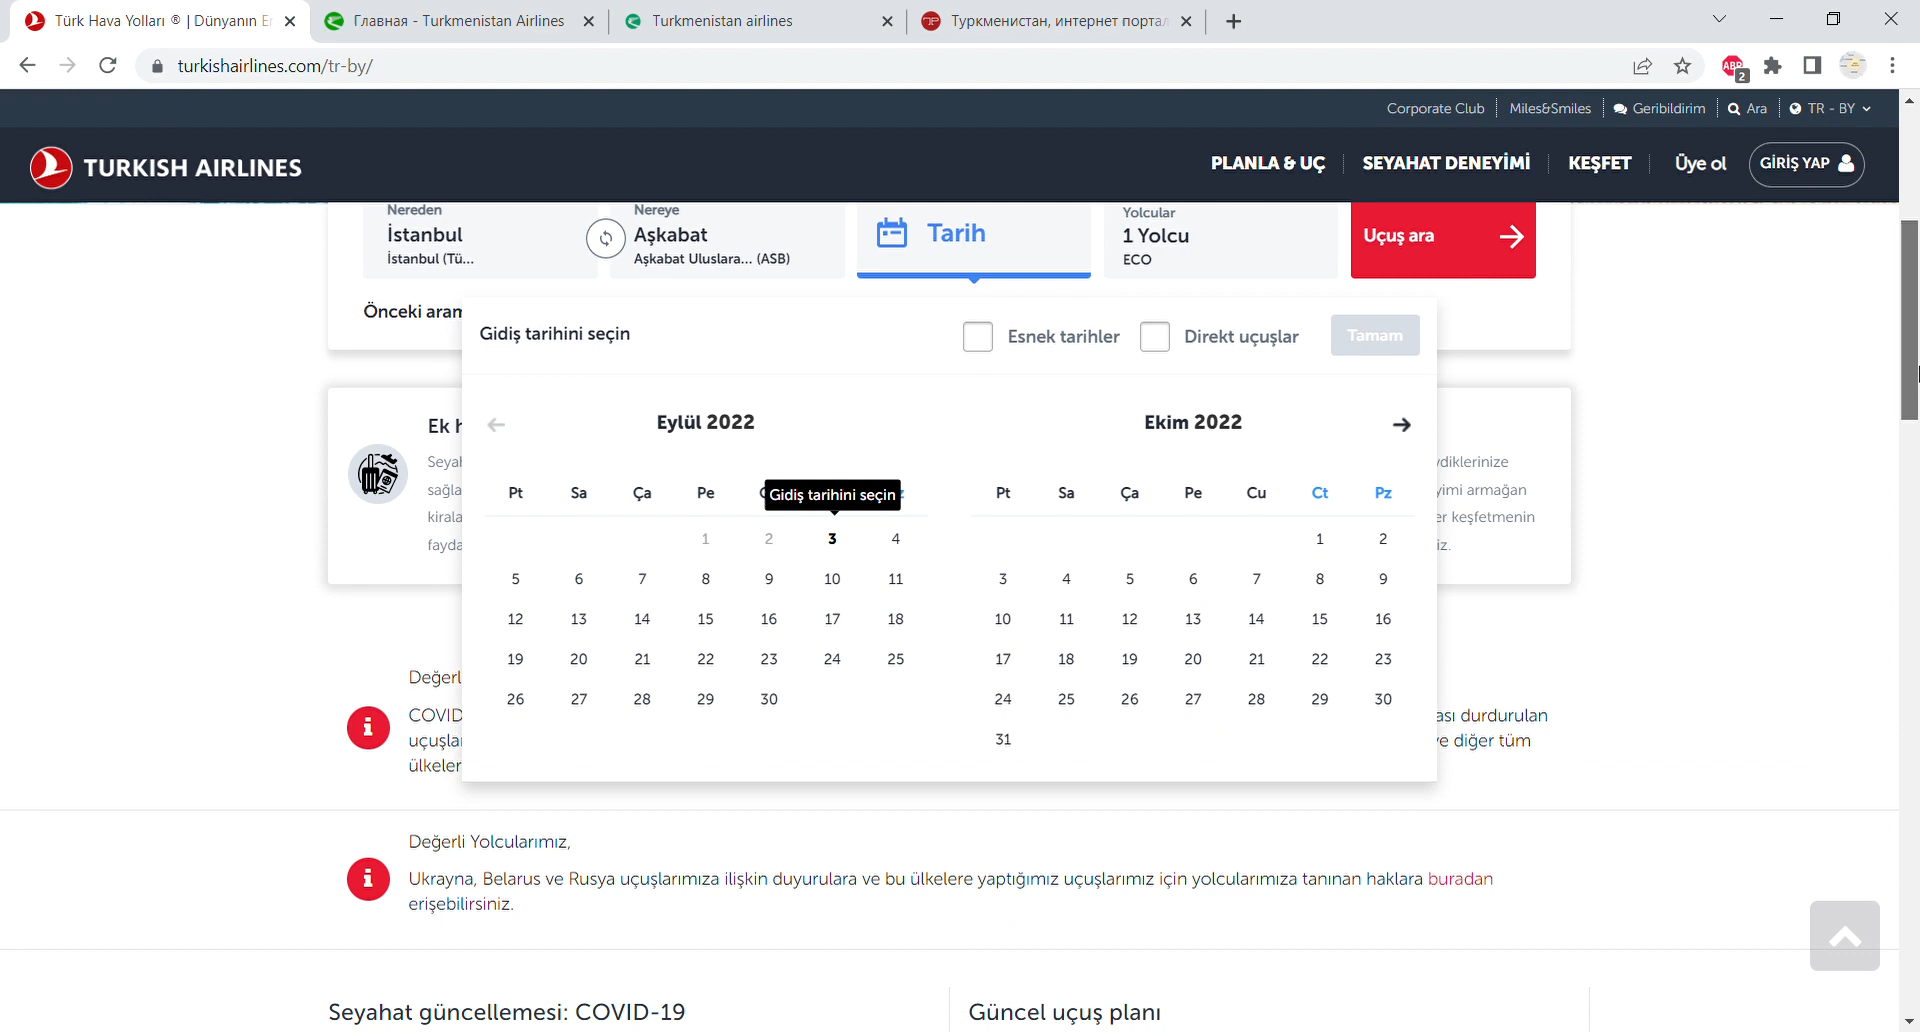 Türk Hava Yolları ® | Dünyanın En
Главная - Turkmenistan Airlines
Turkmenistan airlines
Туркменистан, интернет портал
turkishairlines.com/tr-by/
ABP
2
Corporate Club
Miles&Smiles
Geribildirim
Ara
TR - BY
TURKISH AIRLINES
PLANLA & UÇ
SEYAHAT DENEYİMİ
KEŞFET
Üye ol
GİRİŞ YAP
Nereden
İstanbul
İstanbul (Tü...
Nereye
Aşkabat
Aşkabat Uluslara... (ASB)
Tarih
Yolcular
1 Yolcu
ECO
Uçuş ara
Önceki aram
Gidiş tarihini seçin
Esnek tarihler
Direkt uçuşlar
Tamam
Eylül 2022
Pt Sa Ça Pe
Gidiş tarihini seçin
1 2 3 4
5 6 7 8 9 10 11
12 13 14 15 16 17 18
19 20 21 22 23 24 25
26 27 28 29 30
Ekim 2022
Pt Sa Ça Pe Cu Ct Pz
1 2
3 4 5 6 7 8 9
10 11 12 13 14 15 16
17 18 19 20 21 22 23
24 25 26 27 28 29 30
31
Ek h
Seyah
sağla
kirala
fayda
diklerinize
yimi armağan
er keşfetmenin
iz.
Değerl
COVID
uçuşla
ülkeler
ası durdurulan
ve diğer tüm
Değerli Yolcularımız,
Ukrayna, Belarus ve Rusya uçuşlarımıza ilişkin duyurulara ve bu ülkelere yaptığımız uçuşlarımız için yolcularımıza tanınan haklara buradan
erişebilirsiniz.
Seyahat güncellemesi: COVID-19
Güncel uçuş planı